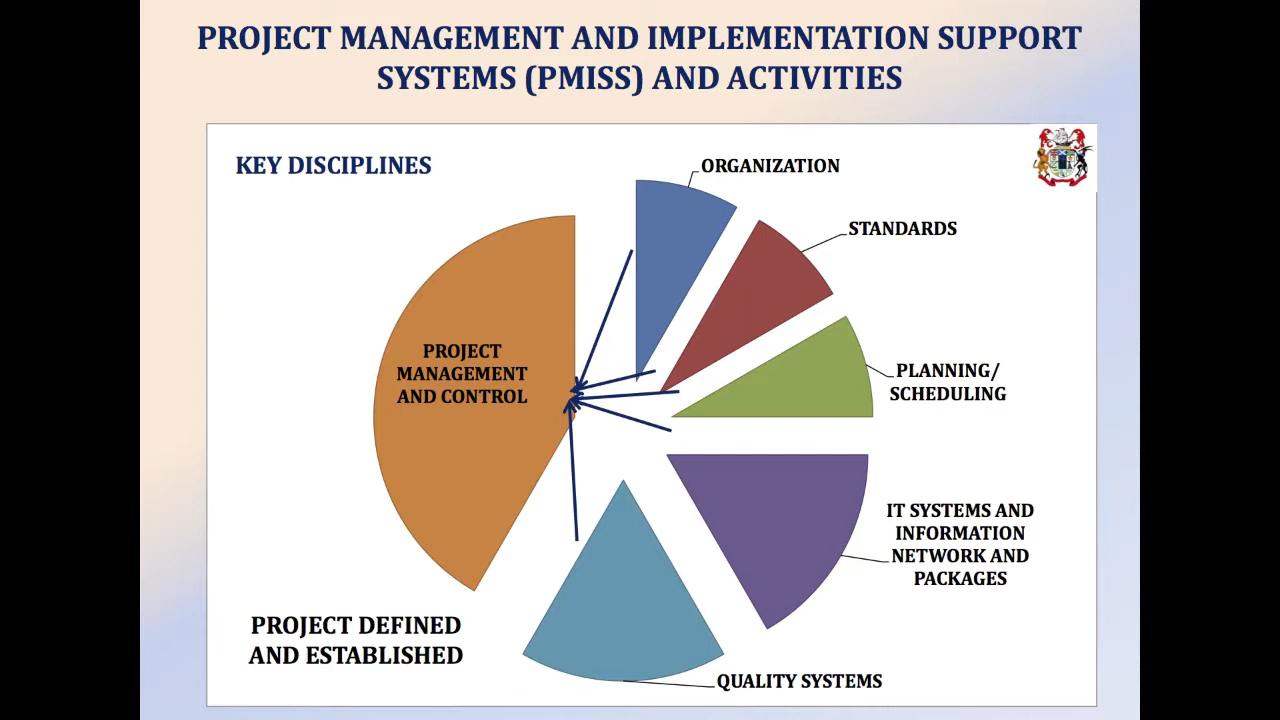 PROJECT MANAGEMENT AND IMPLEMENTATION SUPPORT
SYSTEMS (PMISS) AND ACTIVITIES
KEY DISCIPLINES
ORGANIZATION
STANDARDS
PROJECT
MANAGEMENT
AND CONTROL
PLANNING/
SCHEDULING
IT SYSTEMS AND
INFORMATION
NETWORK AND
PACKAGES
PROJECT DEFINED
AND ESTABLISHED
QUALITY SYSTEMS